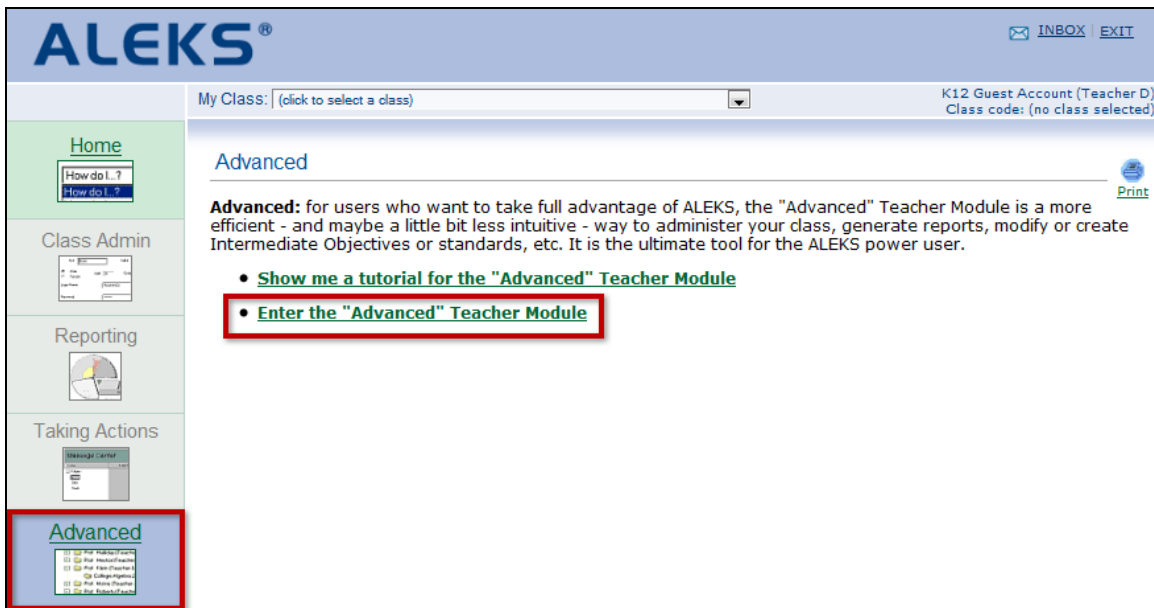 ALEKS®
INBOX | EXIT
My Class: (click to select a class)
K12 Guest Account (Teacher D)
Class code: (no class selected)
Home
How do I...?
How do I...?
Class Admin
Reporting
Taking Actions
Message Center
Advanced
Advanced
Print
Advanced: for users who want to take full advantage of ALEKS, the "Advanced" Teacher Module is a more
efficient - and maybe a little bit less intuitive - way to administer your class, generate reports, modify or create
Intermediate Objectives or standards, etc. It is the ultimate tool for the ALEKS power user.
• Show me a tutorial for the "Advanced" Teacher Module
• Enter the "Advanced" Teacher Module